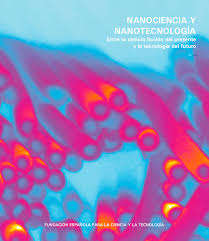 NANOCIENCIA Y
NANOTECNOLOGÍA
Entre la ciencia ficción del presente
y la tecnología del futuro
FUNDACIÓN ESPAÑOLA PARA LA CIENCIA Y LA TECNOLOGÍA